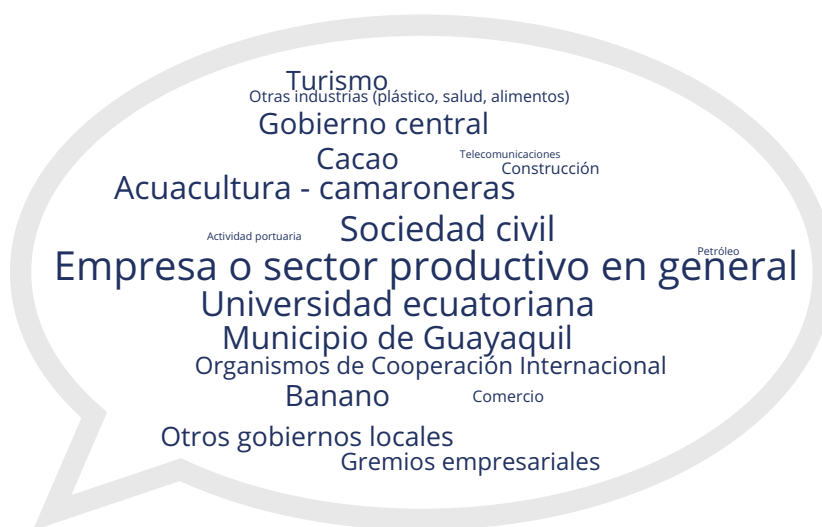 Turismo
Otras industrias (plástico, salud, alimentos)
Gobierno central
Cacao
Telecomunicaciones
Construcción
Acuacultura - camaroneras
Sociedad civil
Actividad portuaria
Petróleo
Empresa o sector productivo en general
Universidad ecuatoriana
Municipio de Guayaquil
Organismos de Cooperación Internacional
Banano
Comercio
Otros gobiernos locales
Gremios empresariales